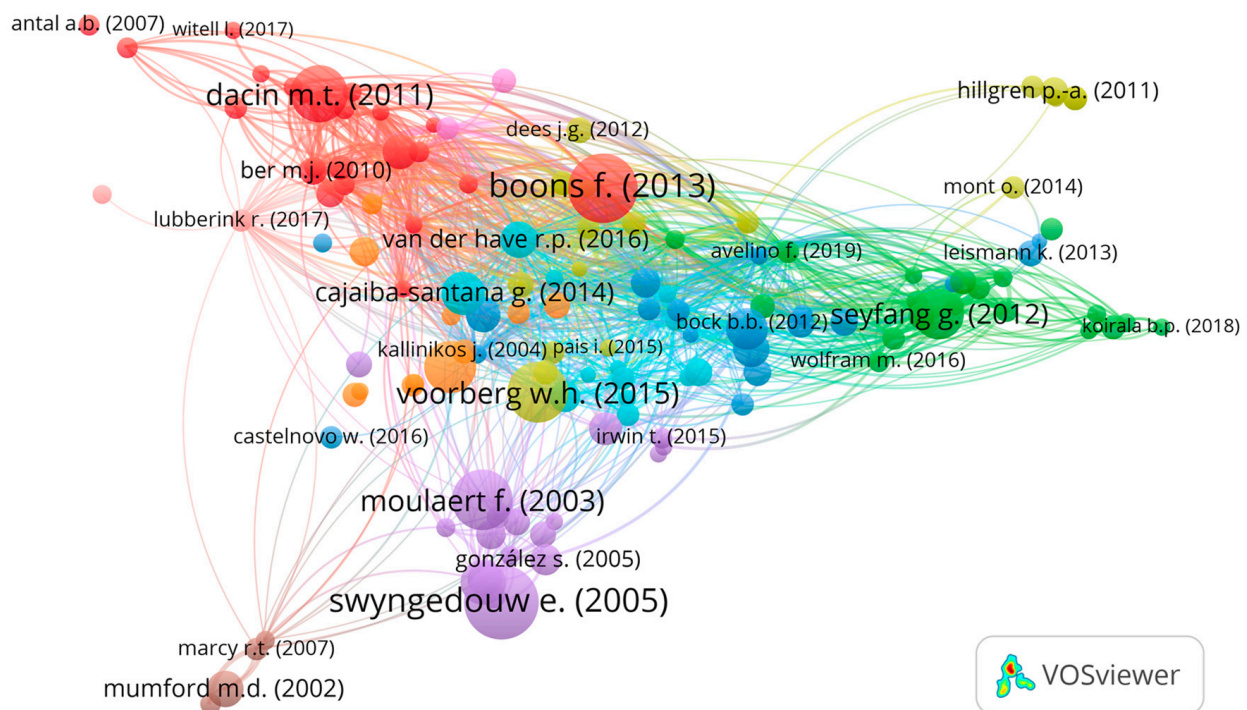 antal a.b. (2007)
witell l. (2017)
dacin m.t. (2011)
hillgren p.-a. (2011)
dees j.g. (2012)
ber m.j. (2010)
boons f. (2013)
mont o. (2014)
lubberink r. (2017)
van der have r.p. (2016)
avelino f. (2019)
leismann k. (2013)
cajaiba-santana g. (2014)
bock b.b. (2012)
seyfang g. (2012)
koirala b.p. (2018)
kallinikos j. (2004)
pais i. (2015)
wolfram m. (2016)
voorberg w.h. (2015)
castelnovo w. (2016)
irwin t. (2015)
moulaert f. (2003)
gonzález s. (2005)
swyngedouw e. (2005)
marcy r.t. (2007)
mumford m.d. (2002)
VOSviewer